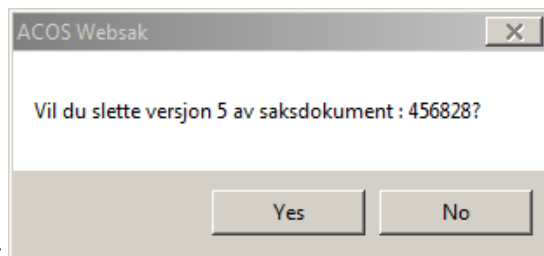 ACOS Websak
Vil du slette versjon 5 av saksdokument : 456828?
Yes
No